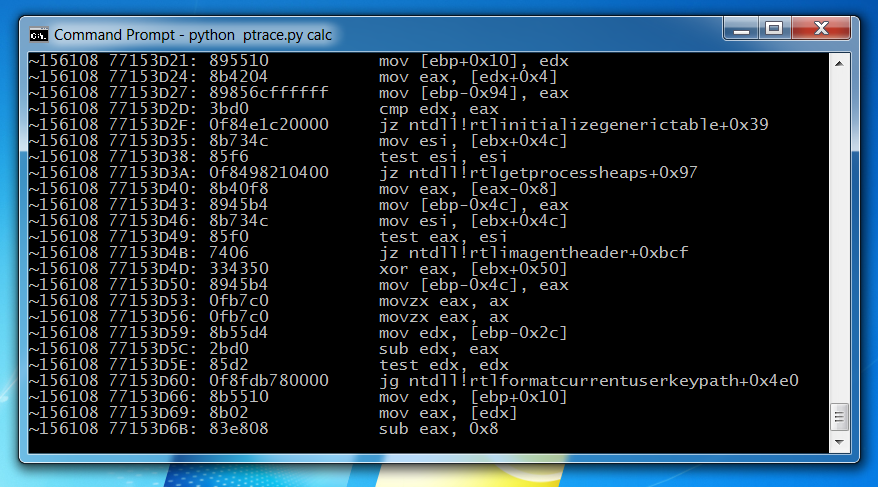 Command Prompt - python ptrace.py calc
~156108 77153D21: 895510 mov [ebp+0x10], edx
~156108 77153D24: 8b4204 mov eax, [edx+0x4]
~156108 77153D27: 89856cffffff mov [ebp-0x94], eax
~156108 77153D2D: 3bd0 cmp edx, eax
~156108 77153D2F: 0f84e1c20000 jz ntdll!rtlinitializegenerictable+0x39
~156108 77153D35: 8b734c mov esi, [ebx+0x4c]
~156108 77153D38: 85f6 test esi, esi
~156108 77153D3A: 0f8498210400 jz ntdll!rtlgetprocessheaps+0x97
~156108 77153D40: 8b40f8 mov eax, [eax-0x8]
~156108 77153D43: 8945b4 mov [ebp-0x4c], eax
~156108 77153D46: 8b734c mov esi, [ebx+0x4c]
~156108 77153D49: 85f0 test eax, esi
~156108 77153D4B: 7406 jz ntdll!rtlimagentheader+0xbcf
~156108 77153D4D: 334350 xor eax, [ebx+0x50]
~156108 77153D50: 8945b4 mov [ebp-0x4c], eax
~156108 77153D53: 0fb7c0 movzx eax, ax
~156108 77153D56: 0fb7c0 movzx eax, ax
~156108 77153D59: 8b55d4 mov edx, [ebp-0x2c]
~156108 77153D5C: 2bd0 sub edx, eax
~156108 77153D5E: 85d2 test edx, edx
~156108 77153D60: 0f8fdb780000 jg ntdll!rtlformatcurrentuserkeypath+0x4e0
~156108 77153D66: 8b5510 mov edx, [ebp+0x10]
~156108 77153D69: 8b02 mov eax, [edx]
~156108 77153D6B: 83e808 sub eax, 0x8